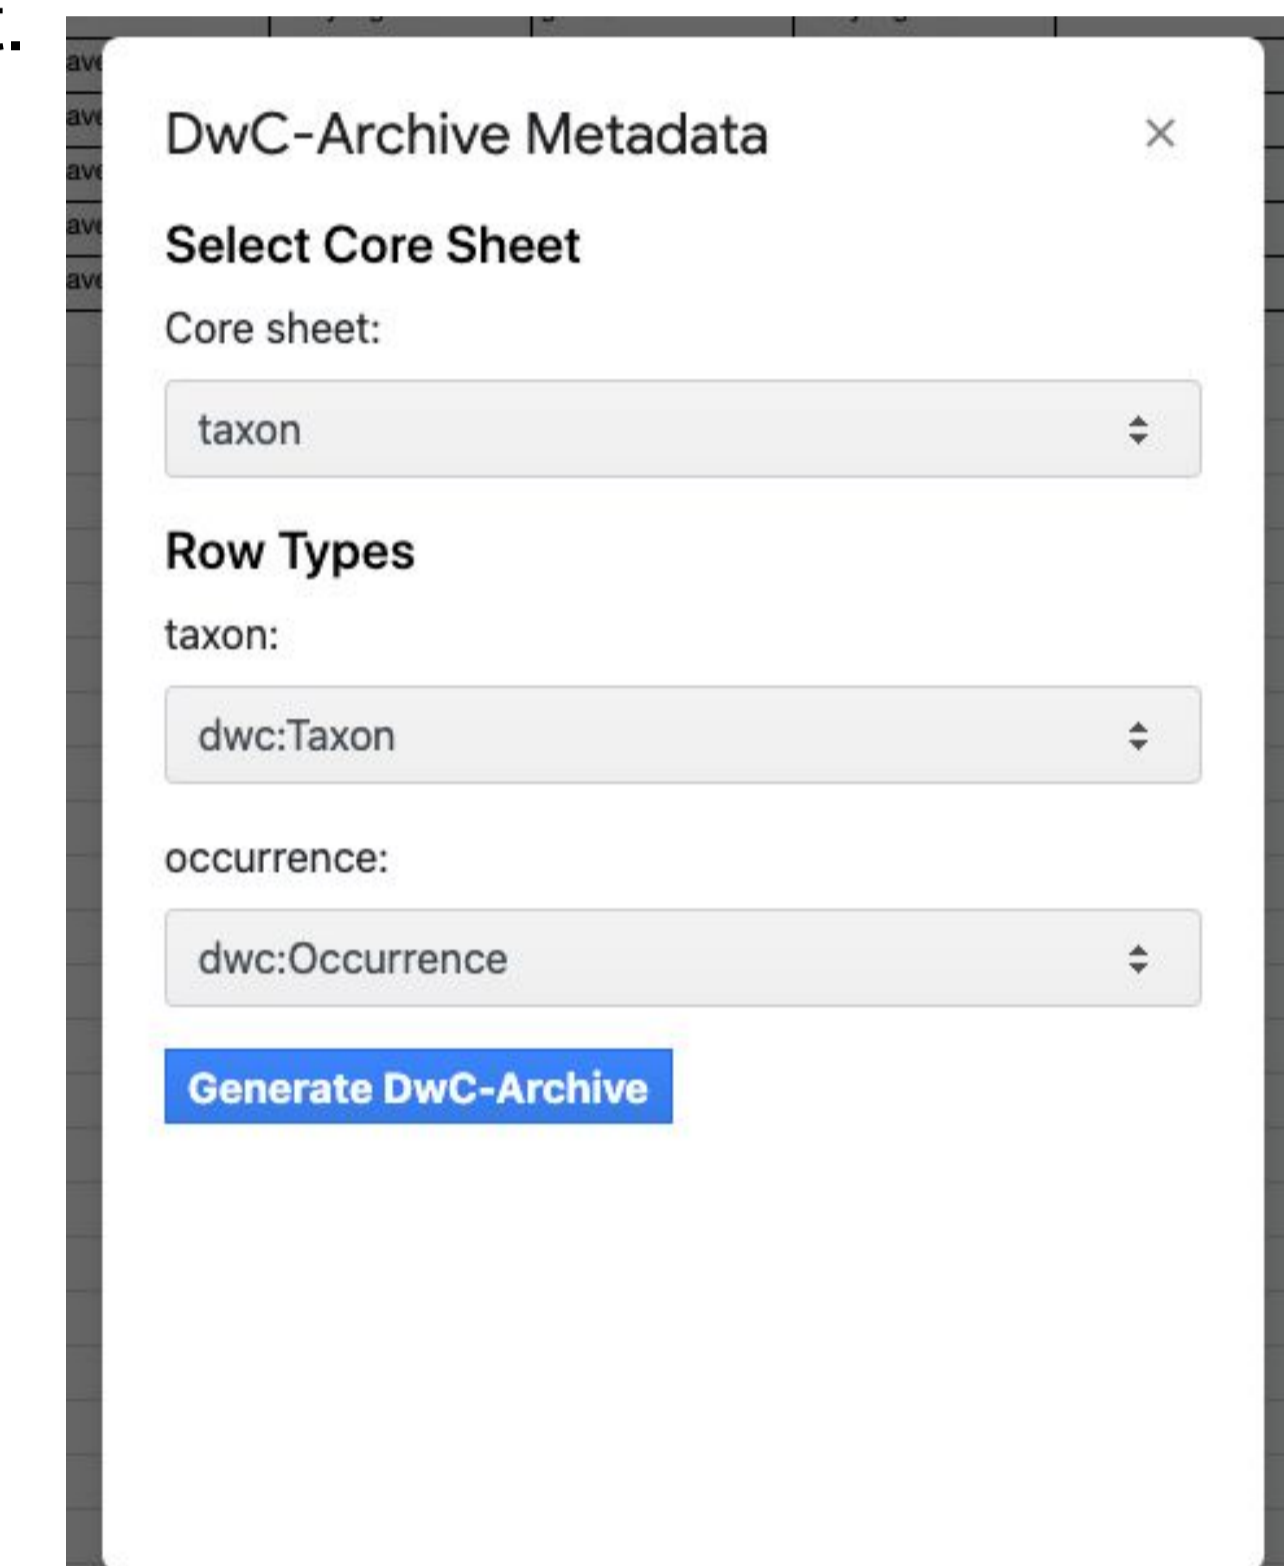 DwC-Archive Metadata
Select Core Sheet
Core sheet:
taxon
Row Types
taxon:
dwc:Taxon
occurrence:
dwc:Occurrence
Generate DwC-Archive